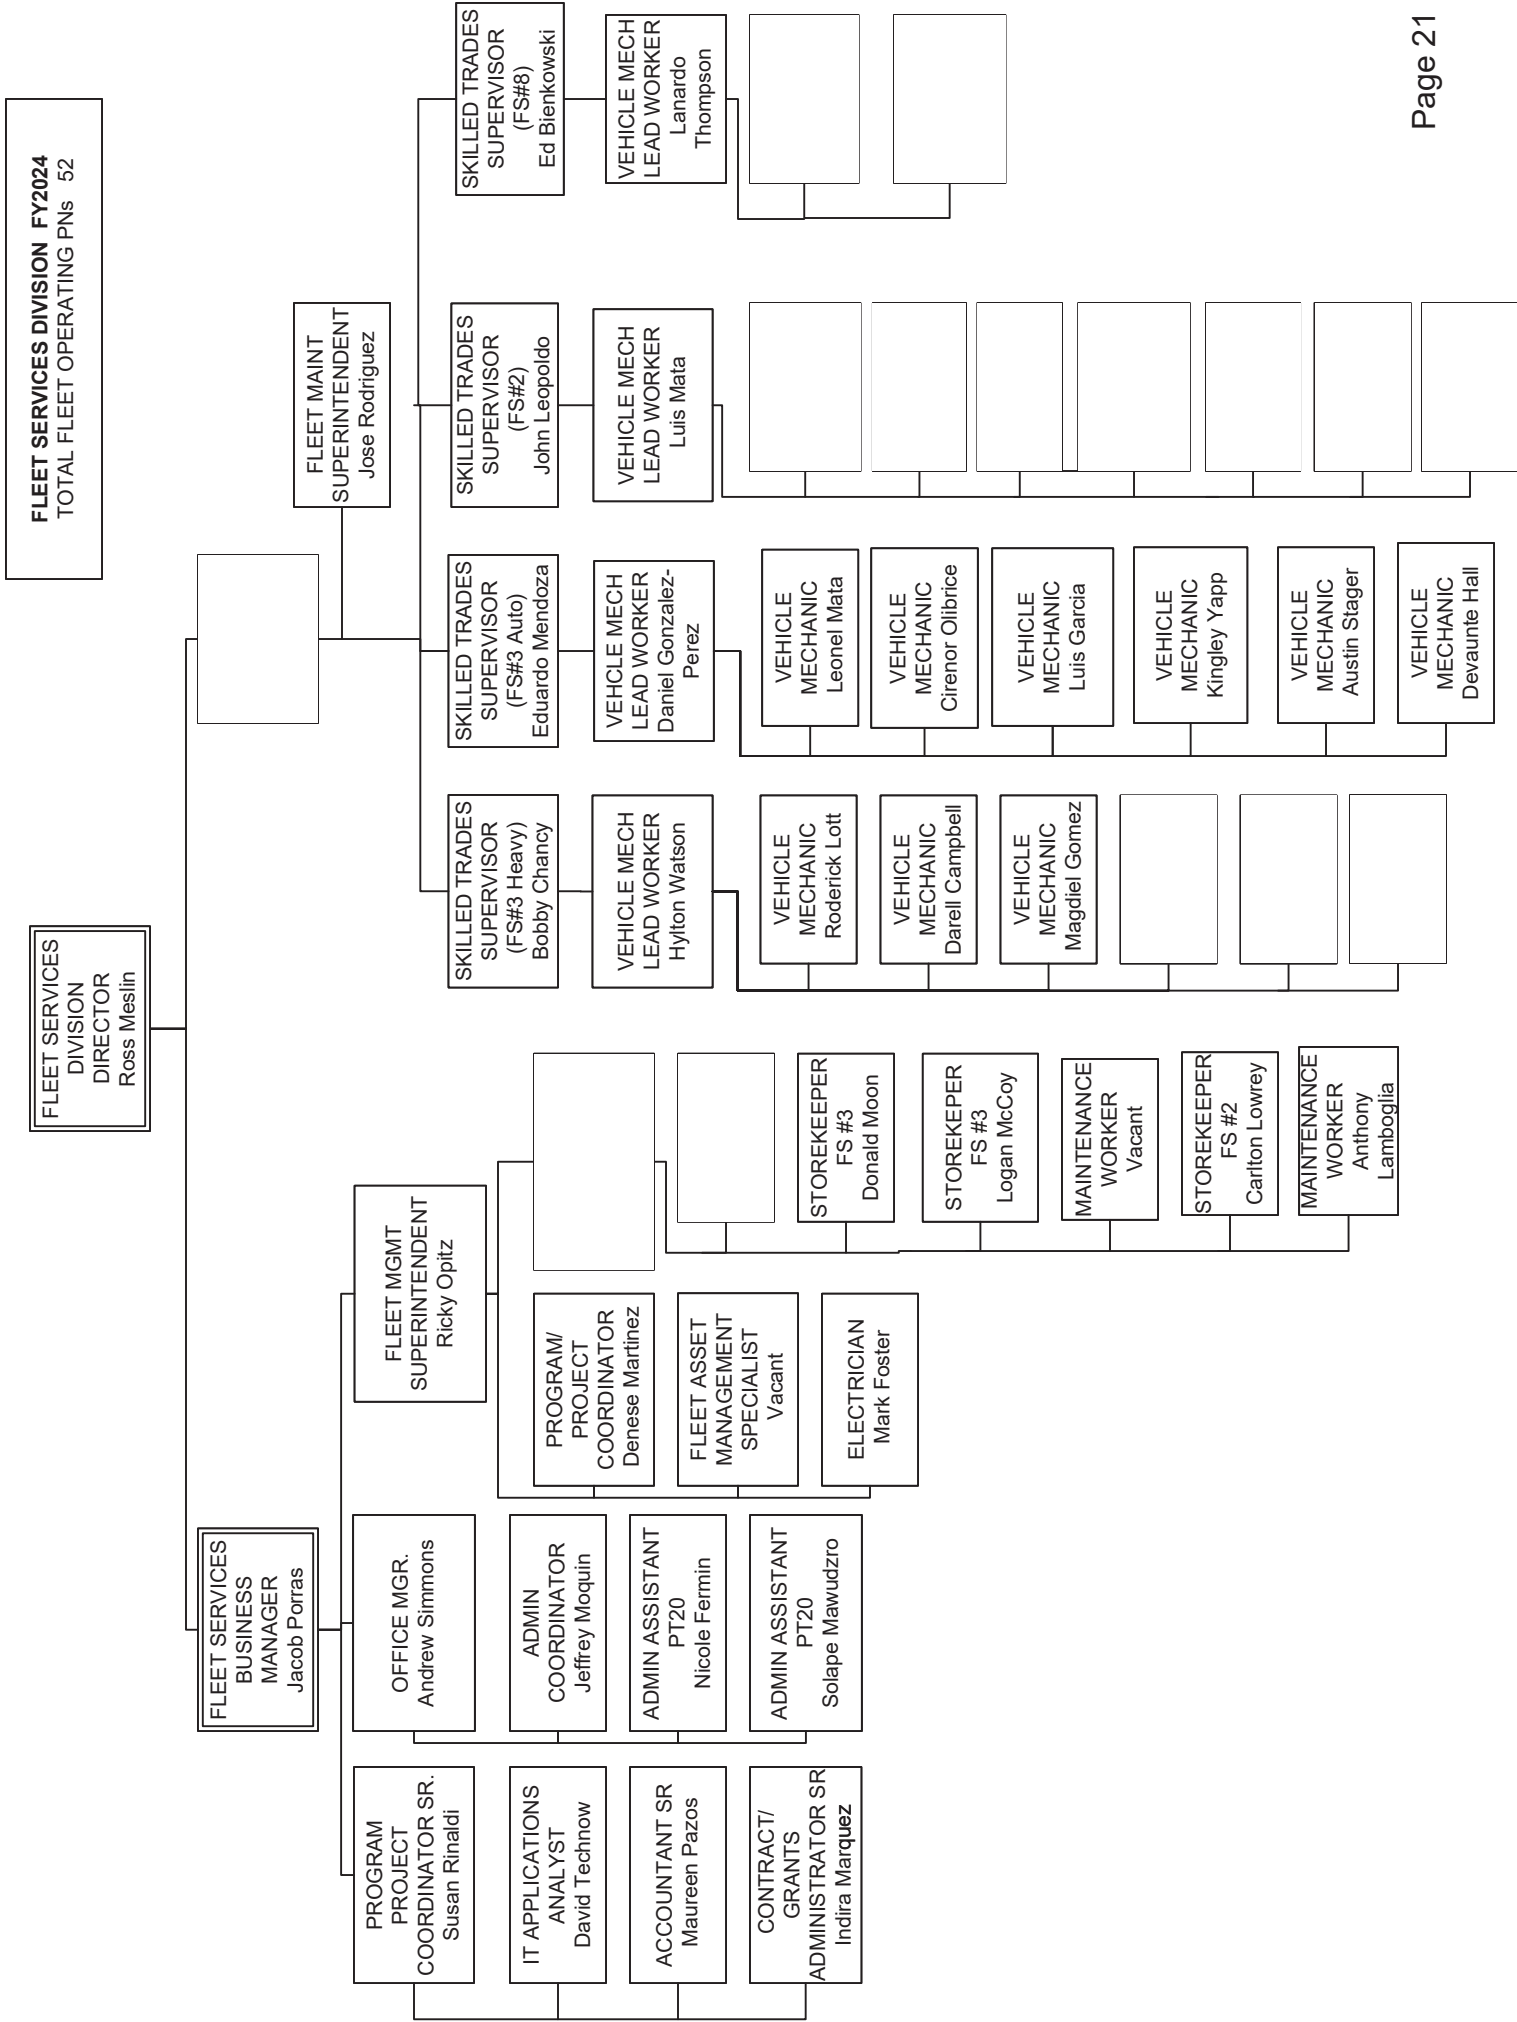 FLEET SERVICES DIVISION FY2024
TOTAL FLEET OPERATING PNs 52
FLEET SERVICES
DIVISION
DIRECTOR
Ross Meslin
FLEET SERVICES
BUSINESS
MANAGER
Jacob Porras
PROGRAM
PROJECT
COORDINATOR SR.
Susan Rinaldi
IT APPLICATIONS
ANALYST
David Technow
ACCOUNTANT SR
Maureen Pazos
CONTRACT/
GRANTS
ADMINISTRATOR SR
Indira Marquez
OFFICE MGR.
Andrew Simmons
ADMIN
COORDINATOR
Jeffrey Moquin
ADMIN ASSISTANT
PT20
Nicole Fermin
ADMIN ASSISTANT
PT20
Solape Mawudzro
FLEET MGMT
SUPERINTENDENT
Ricky Opitz
PROGRAM/
PROJECT
COORDINATOR
Denese Martinez
FLEET ASSET
MANAGEMENT
SPECIALIST
Vacant
ELECTRICIAN
Mark Foster
STOREKEEPER
FS #3
Donald Moon
STOREKEPER
FS #3
Logan McCoy
MAINTENANCE
WORKER
Vacant
STOREKEEPER
FS #2
Carlton Lowrey
MAINTENANCE
WORKER
Anthony
Lamboglia
FLEET MAINT
SUPERINTENDENT
Jose Rodriguez
SKILLED TRADES
SUPERVISOR
(FS#3 Heavy)
Bobby Chancy
VEHICLE MECH
LEAD WORKER
Hylton Watson
VEHICLE
MECHANIC
Roderick Lott
VEHICLE
MECHANIC
Darell Campbell
VEHICLE
MECHANIC
Magdiel Gomez
SKILLED TRADES
SUPERVISOR
(FS#3 Auto)
Eduardo Mendoza
VEHCLE MECH
LEAD WORKER
Daniel Gonzalez-
Perez
VEHICLE
MECHANIC
Leonel Mata
VEHICLE
MECHANIC
Cirenor Olibrice
VEHICLE
MECHANIC
Luis Garcia
VEHICLE
MECHANIC
Kingley Yapp
VEHICLE
MECHANIC
Austin Stager
VEHICLE
MECHANIC
Devaunte Hall
SKILLED TRADES
SUPERVISOR
(FS#2)
John Leopoldo
VEHICLE MECH
LEAD WORKER
Luis Mata
SKILLED TRADES
SUPERVISOR
(FS#8)
Ed Bienkowski
VEHICLE MECH
LEAD WORKER
Lanardo
Thompson
Page 21